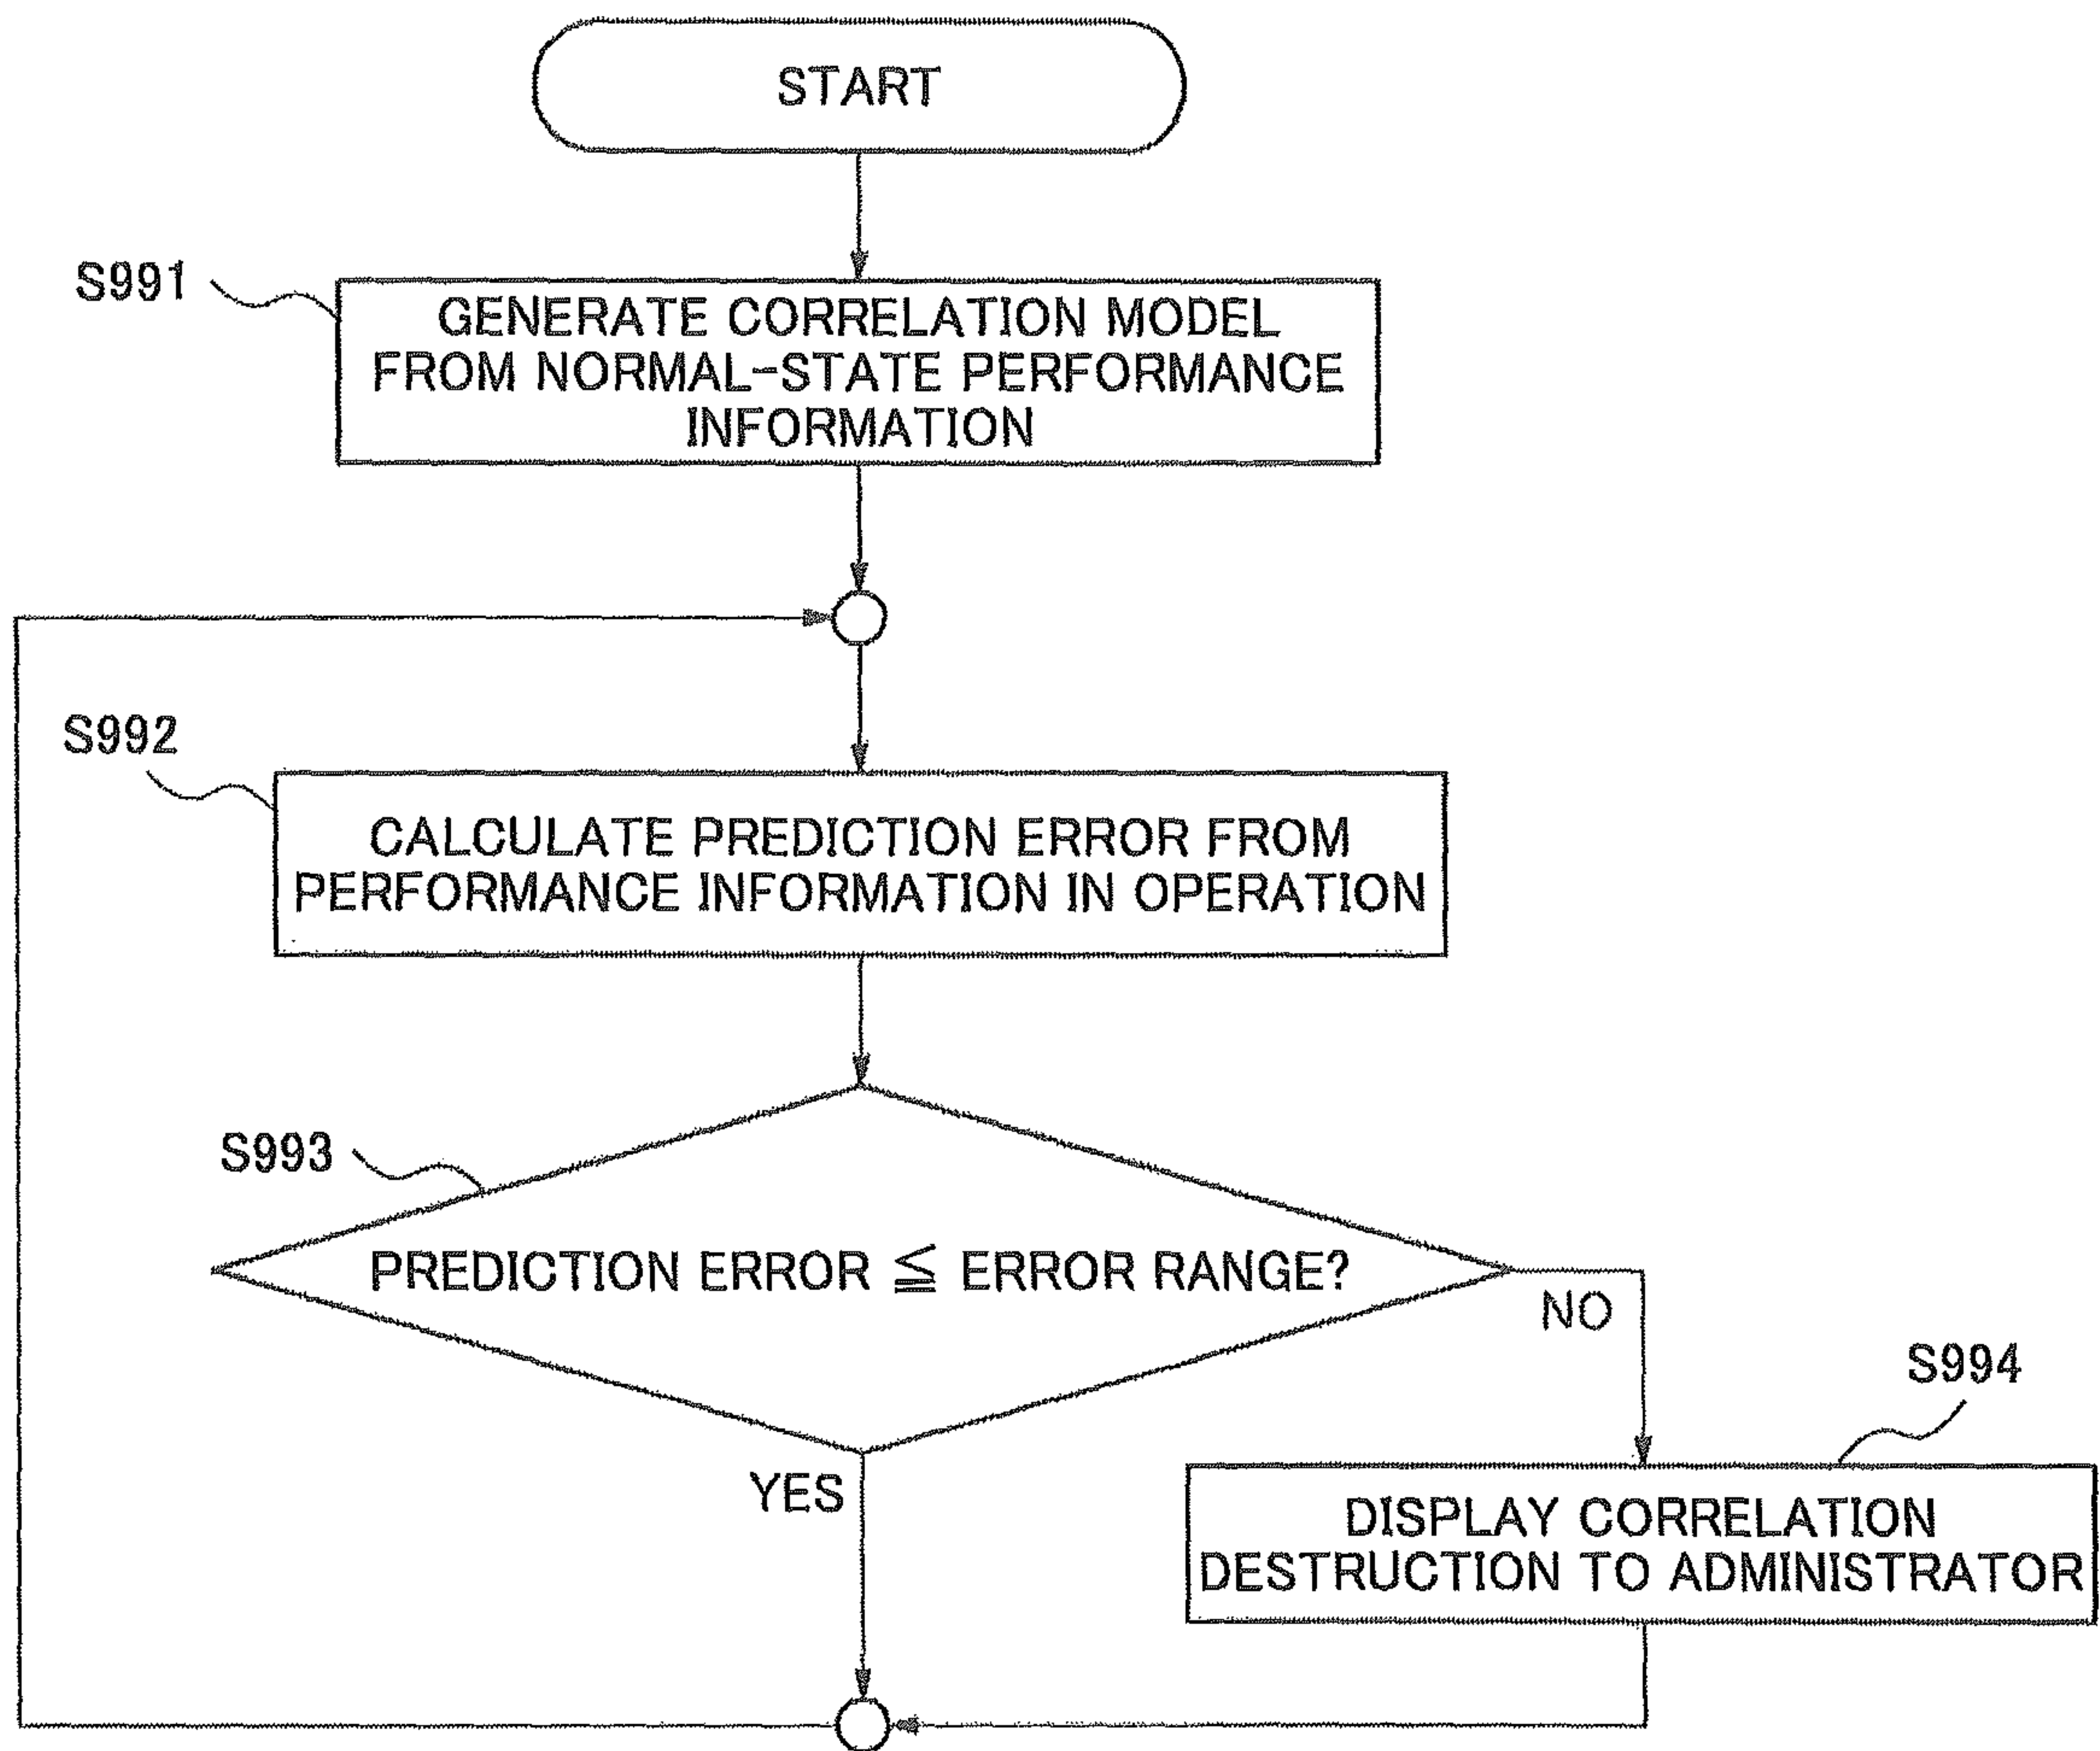 START
S991
GENERATE CORRELATION MODEL
FROM NORMAL-STATE PERFORMANCE
INFORMATION
S992
CALCULATE PREDICTION ERROR FROM
PERFORMANCE INFORMATION IN OPERATION
S993
PREDICTION ERROR ≦ ERROR RANGE?
NO
YES
S994
DISPLAY CORRELATION
DESTRUCTION TO ADMINISTRATOR